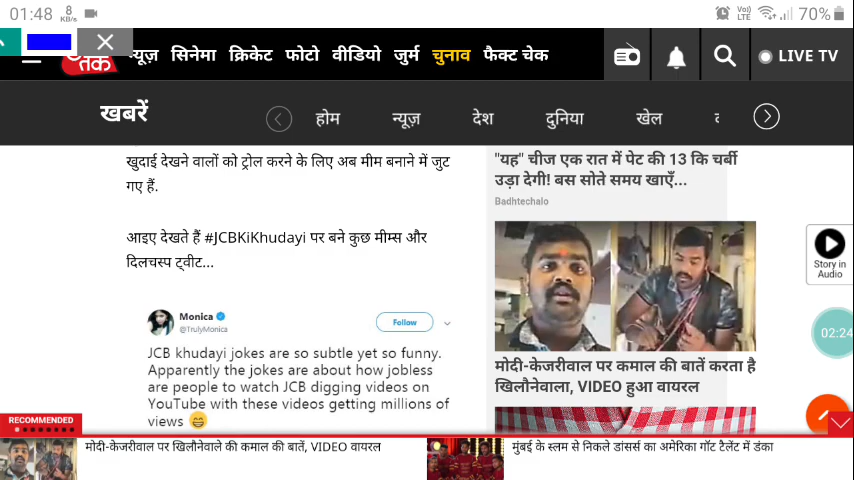 01:48 8 KB/s Vo)) LTE 70%
तक न्यूज़ सिनेमा क्रिकेट फोटो वीडियो जुर्म चुनाव फैक्ट चेक LIVE TV
खबरें होम न्यूज़ देश दुनिया खेल
खुदाई देखने वालों को ट्रोल करने के लिए अब मीम बनाने में जुट
गए हैं.
आइए देखते हैं #JCBKiKhudayi पर बने कुछ मीम्स और
दिलचस्प ट्वीट...
Monica
@TrulyMonica
Follow
JCB khudayi jokes are so subtle yet so funny.
Apparently the jokes are about how jobless
are people to watch JCB digging videos on
YouTube with these videos getting millions of
views 😄
"यह" चीज एक रात में पेट की 13 कि चर्बी
उड़ा देगी! बस सोते समय खाएँ...
Badhtechalo
मोदी-केजरीवाल पर कमाल की बातें करता है
खिलौनेवाला, VIDEO हुआ वायरल
Story in
Audio
02:24
RECOMMENDED
मोदी-केजरीवाल पर खिलौनेवाले की कमाल की बातें, VIDEO वायरल
मुंबई के स्लम से निकले डांसर्स का अमेरिका गॉट टैलेंट में डंका